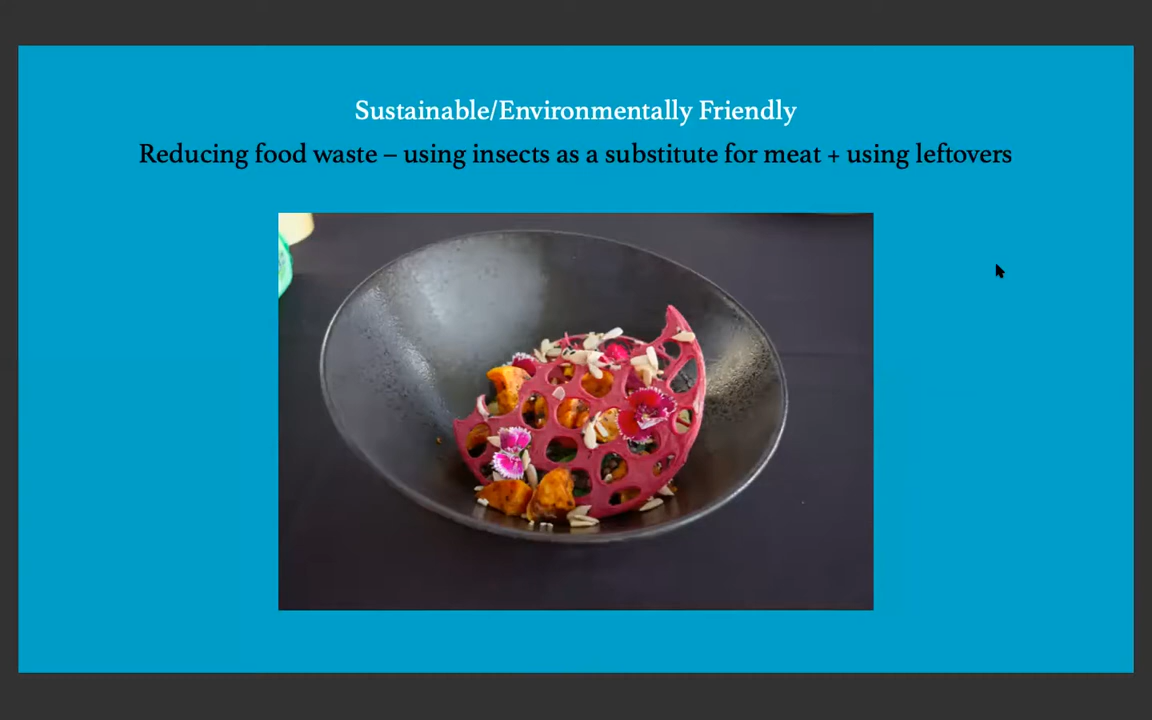 Sustainable/Environmentally Friendly
Reducing food waste – using insects as a substitute for meat + using leftovers